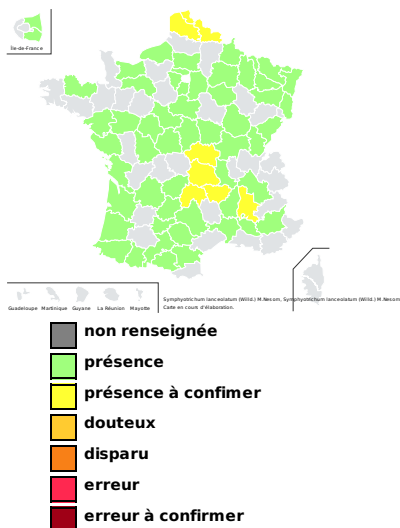 Île-de-France
Guadeloupe Martinique Guyane La Réunion Mayotte
Symphyotrichum lanceolatum (Willd.) M.Nesom, Symphyotrichum lanceolatum (Willd.) M.Nesom
Carte en cours d'élaboration.
non renseignée
présence
présence à confimer
douteux
disparu
erreur
erreur à confirmer